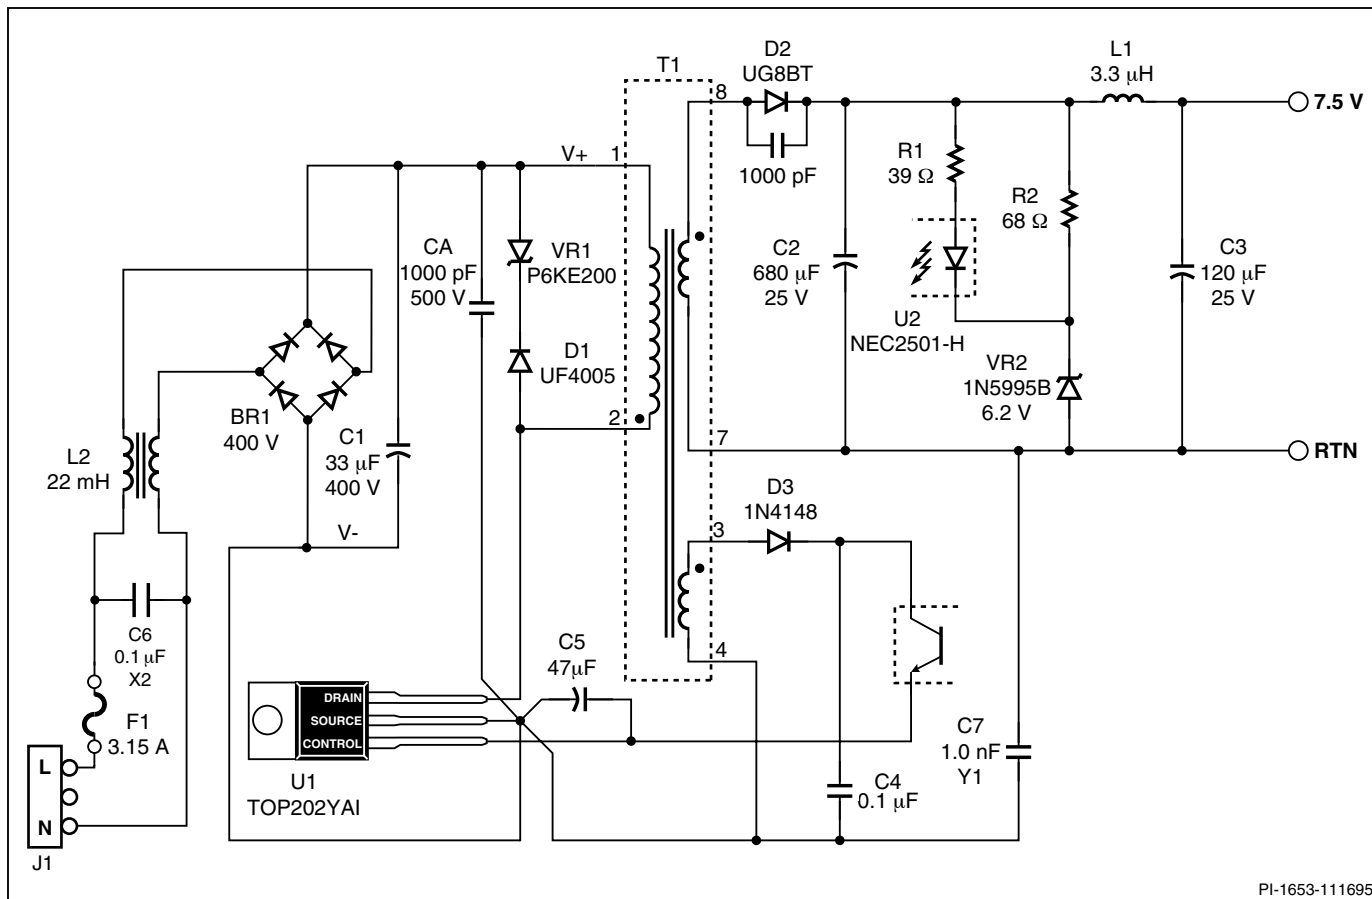 D2
UG8BT
L1
3.3 µH
T1
8
7.5 V
1000 pF
R1
39 Ω
R2
68 Ω
V+
1
CA
1000 pF
500 V
VR1
P6KE200
C2
680 µF
25 V
C3
120 µF
25 V
U2
NEC2501-H
D1
UF4005
VR2
1N5995B
6.2 V
BR1
400 V
2
C1
33 µF
400 V
7
RTN
L2
22 mH
V-
D3
1N4148
3
C6
0.1 µF
X2
4
C5
47µF
DRAIN
SOURCE
CONTROL
F1
3.15 A
L
N
J1
U1
TOP202YAI
C7
1.0 nF
Y1
C4
0.1 µF
PI-1653-111695